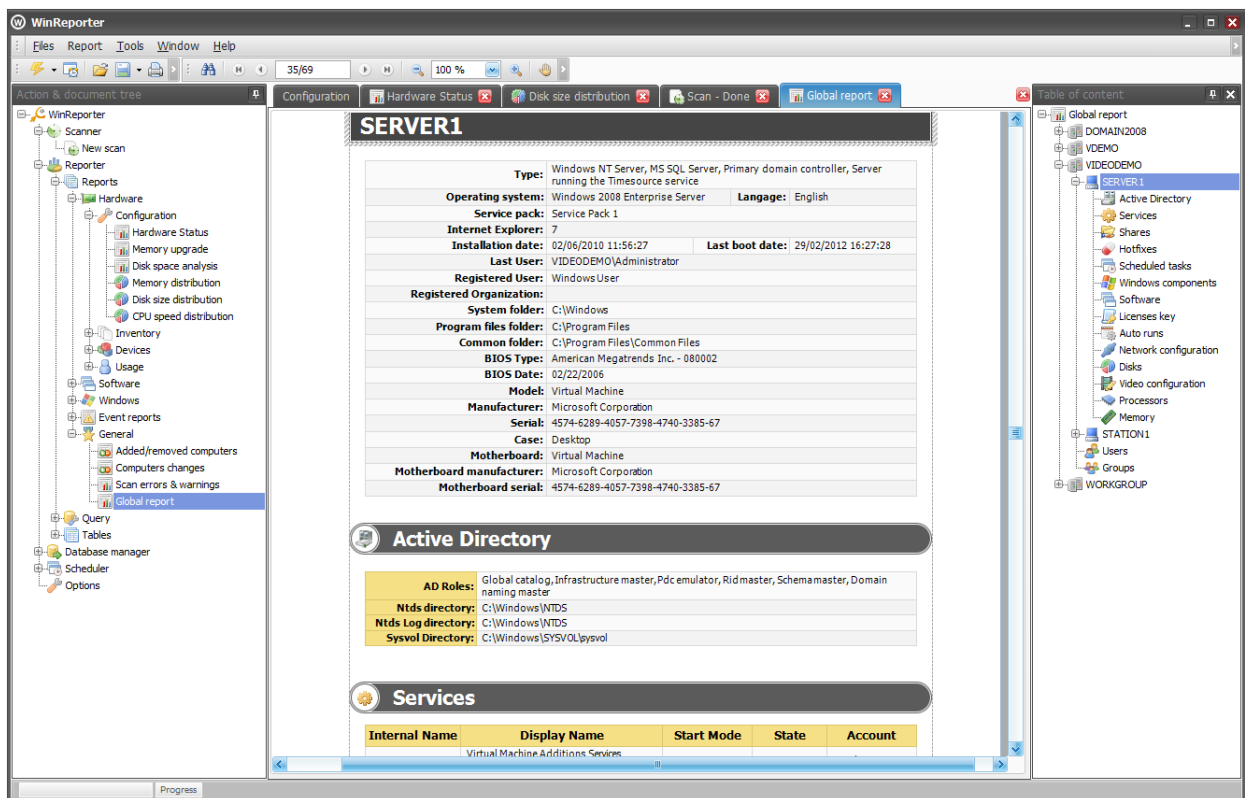 WinReporter
Files Report Tools Window Help
35/69
100 %
Action & document tree
WinReporter
Scanner
New scan
Reporter
Reports
Hardware
Configuration
Hardware Status
Memory upgrade
Disk space analysis
Memory distribution
Disk size distribution
CPU speed distribution
Inventory
Devices
Usage
Software
Windows
Event reports
General
Added/removed computers
Computers changes
Scan errors & warnings
Global report
Query
Tables
Database manager
Scheduler
Options
Configuration Hardware Status Disk size distribution Scan - Done Global report
SERVER1
Type: Windows NT Server, MS SQL Server, Primary domain controller, Server
running the Timesource service
Operating system: Windows 2008 Enterprise Server Langage: English
Service pack: Service Pack 1
Internet Explorer: 7
Installation date: 02/06/2010 11:56:27 Last boot date: 29/02/2012 16:27:28
Last User: VIDEODEMO\Administrator
Registered User: WindowsUser
Registered Organization:
System folder: C:\Windows
Program files folder: C:\Program Files
Common folder: C:\Program Files\Common Files
BIOS Type: American Megatrends Inc. - 080002
BIOS Date: 02/22/2006
Model: Virtual Machine
Manufacturer: Microsoft Corporation
Serial: 4574-6289-4057-7398-4740-3385-67
Case: Desktop
Motherboard: Virtual Machine
Motherboard manufacturer: Microsoft Corporation
Motherboard serial: 4574-6289-4057-7398-4740-3385-67
Active Directory
AD Roles: Global catalog, Infrastructure master, Pdc emulator, Rid master, Schema master, Domain
naming master
Ntds directory: C:\Windows\NTDS
Ntds Log directory: C:\Windows\NTDS
Sysvol Directory: C:\Windows\SYSVOL\sysvol
Services
Internal Name Display Name Start Mode State Account
Virtual Machine Additions Services
Table of content
Global report
DOMAIN2008
VDEMO
VIDEODEMO
SERVER1
Active Directory
Services
Shares
Hotfixes
Scheduled tasks
Windows components
Software
Licenses key
Auto runs
Network configuration
Disks
Video configuration
Processors
Memory
STATION1
Users
Groups
WORKGROUP
Progress